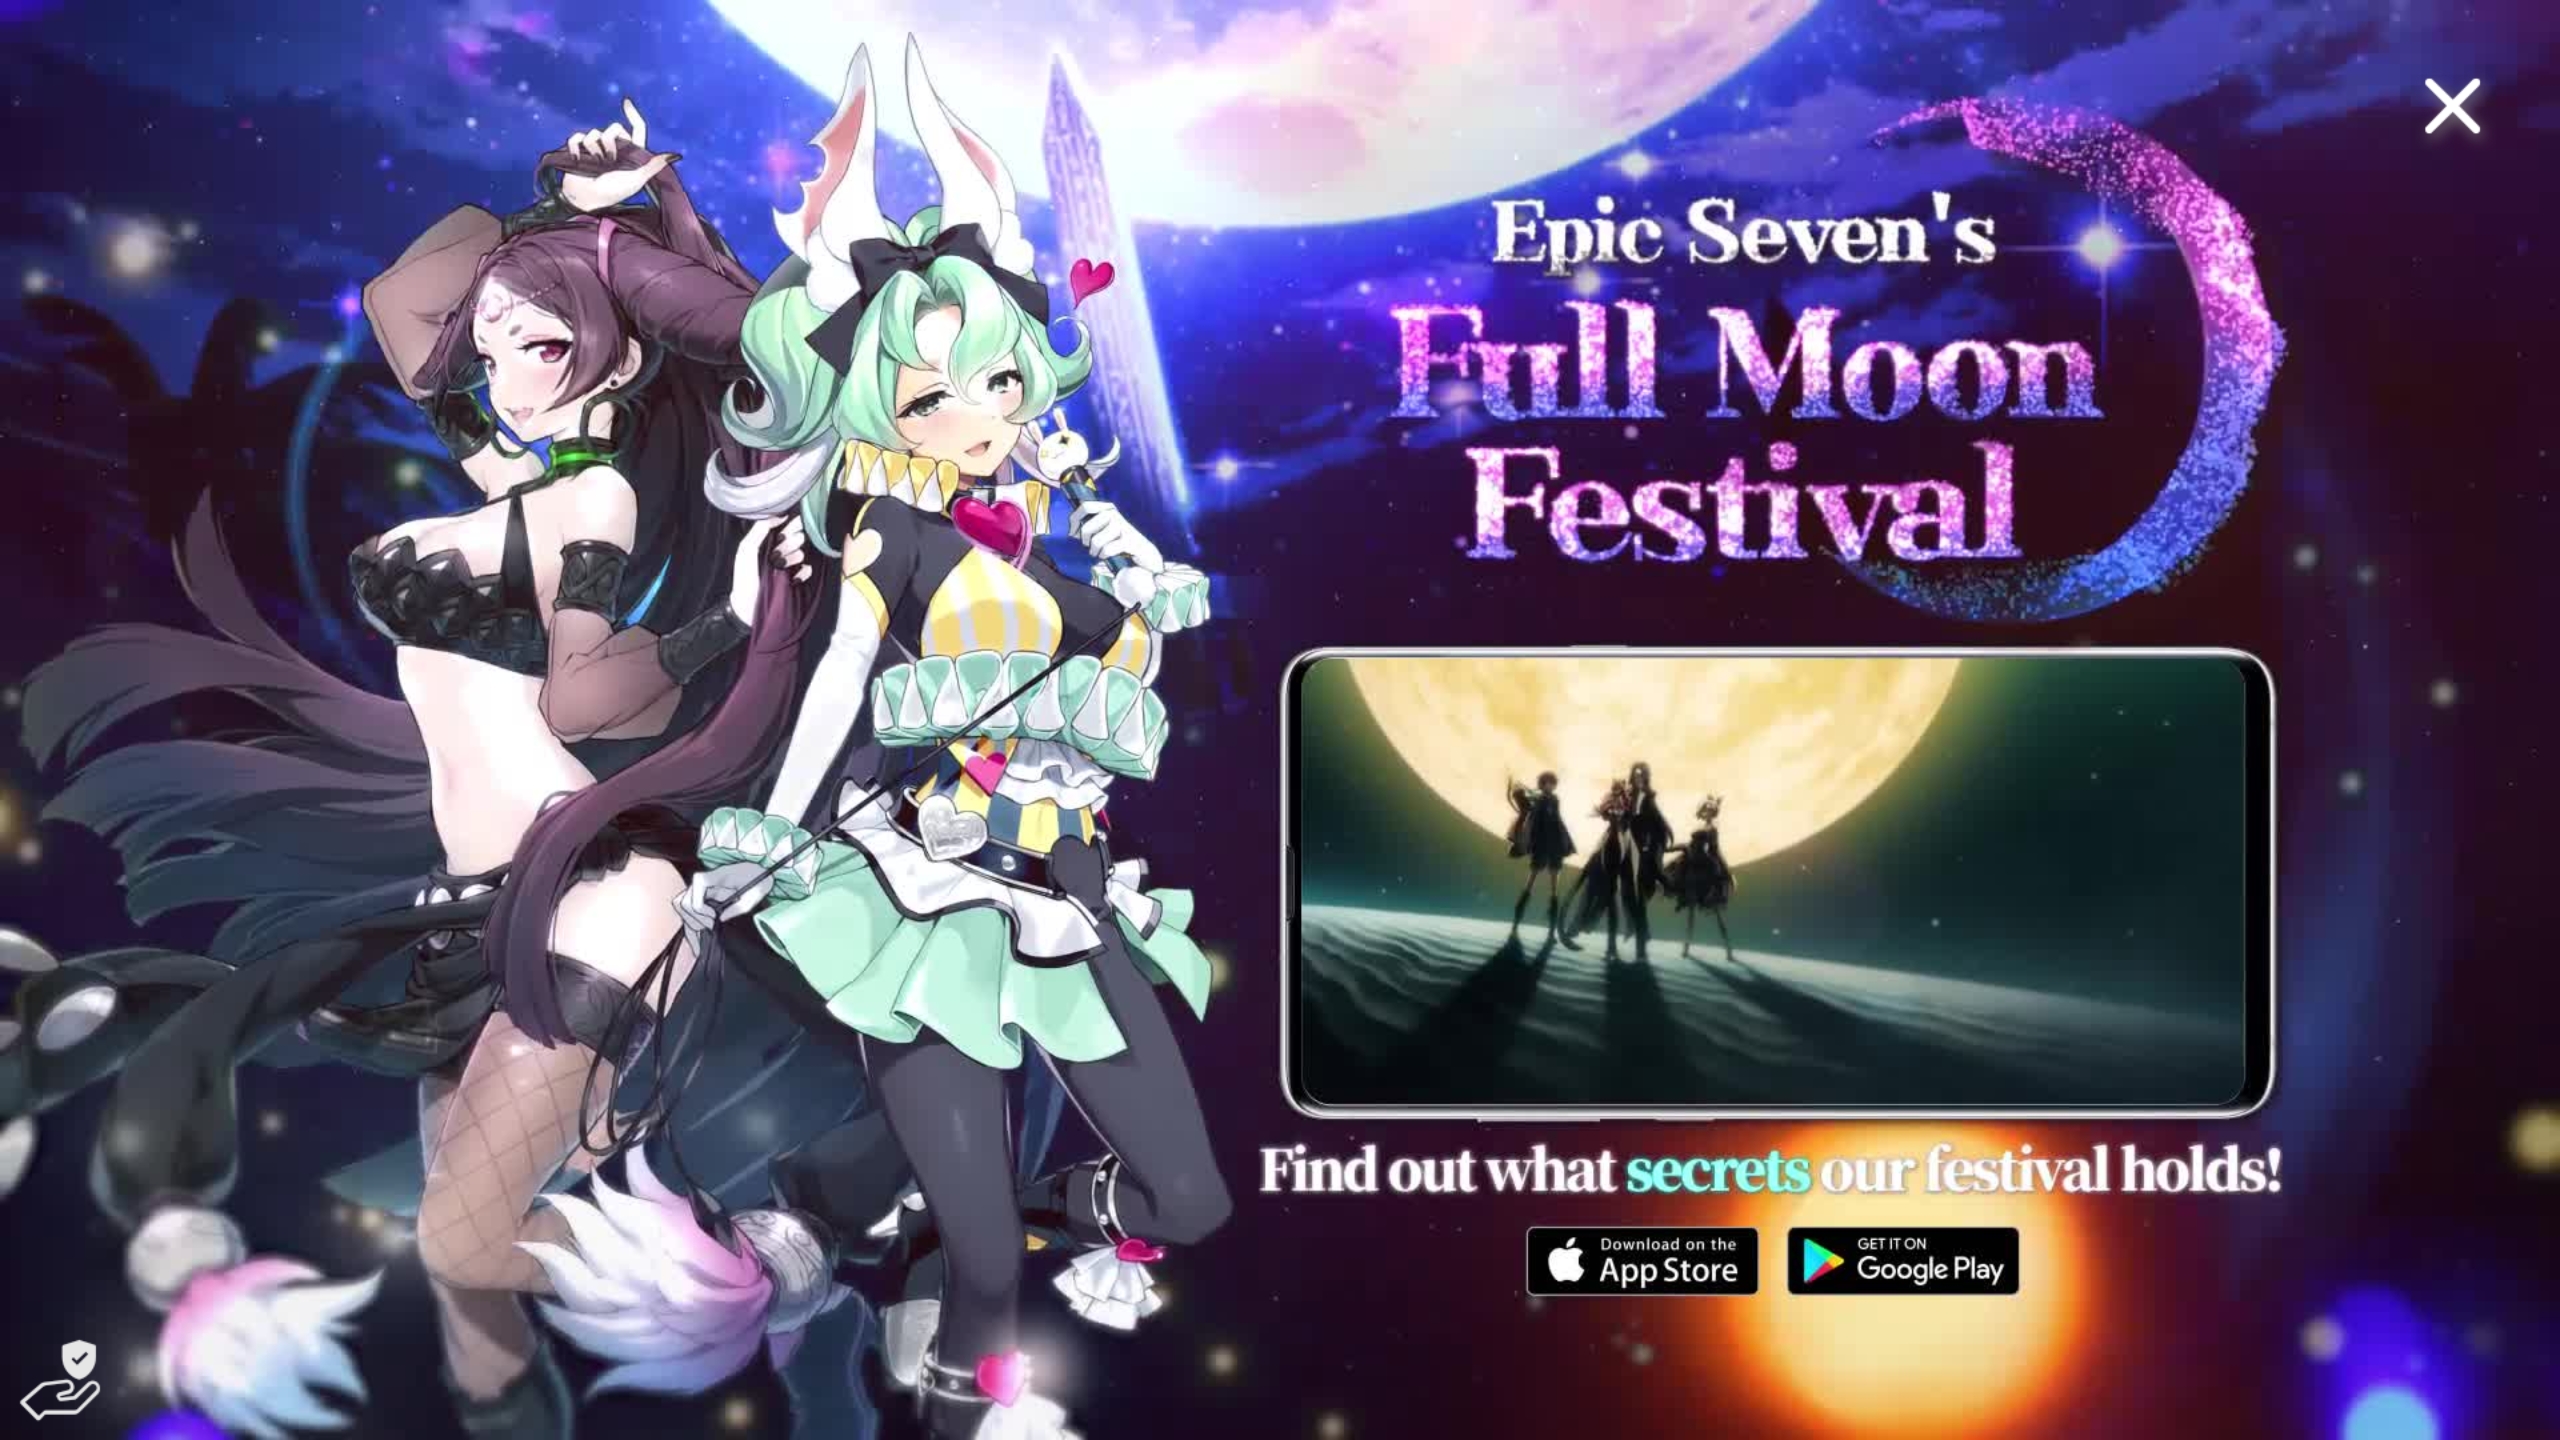 Epic Seven's
Full Moon
Festival
Find out what secrets our festival holds!
Download on the
App Store
GET IT ON
Google Play